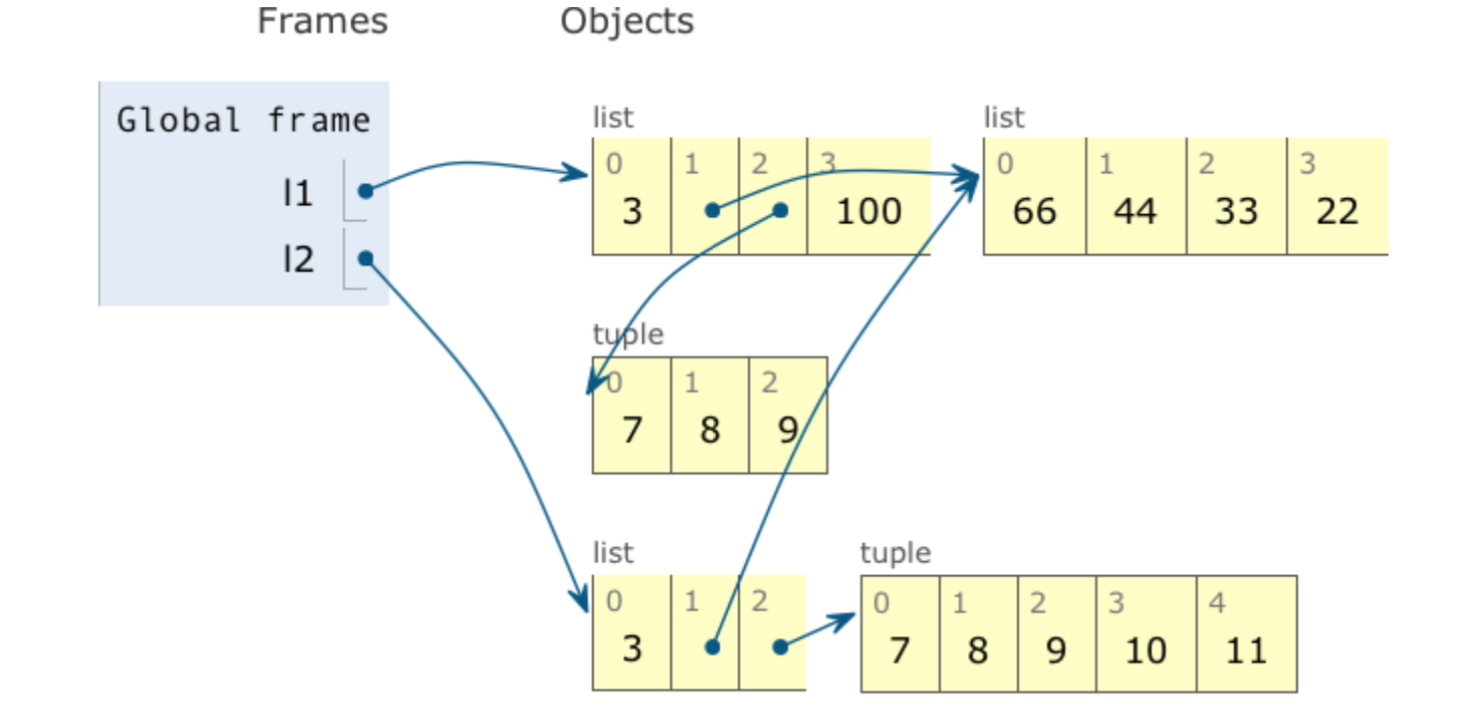 Frames Objects
Global frame
list list
0 1 2 3 0 1 2 3
l1
3 100 66 44 33 22
l2
tuple
0 1 2
7 8 9
list tuple
0 1 2 0 1 2 3 4
3 7 8 9 10 11